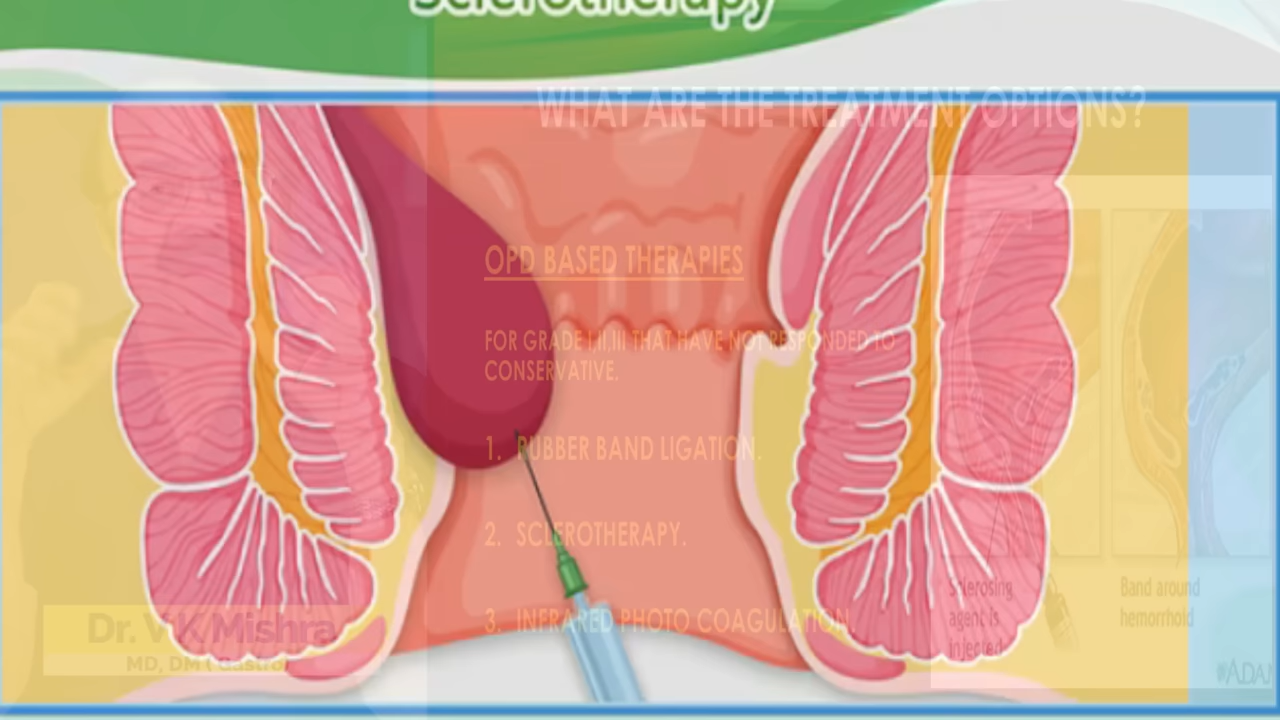 Sclerotherapy
WHAT ARE THE TREATMENT OPTIONS?
OPD BASED THERAPIES
FOR GRADE I,II,III THAT HAVE NOT RESPONDED TO
CONSERVATIVE.
1. RUBBER BAND LIGATION.
2. SCLEROTHERAPY.
3. INFRARED PHOTO COAGULATION.
Sclerosing
agent is
injected
Band around
hemorrhoid
Dr. V K Mishra
MD, DM ( Gastro)